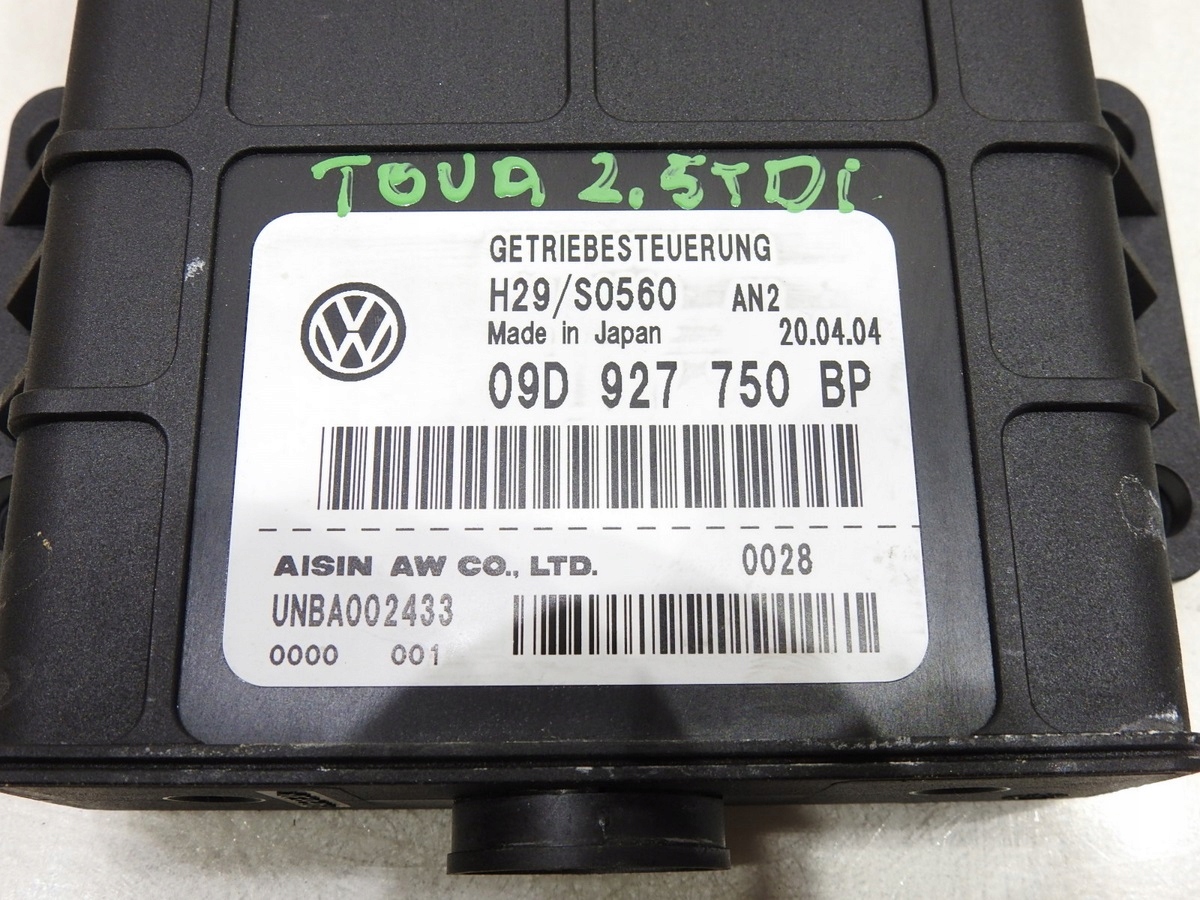 TOUA 2.5TDi
GETRIEBESTEUERUNG
H29/S0560 AN2
Made in Japan 20.04.04
09D 927 750 BP
AISIN AW CO., LTD. 0028
UNBA002433
0000 001